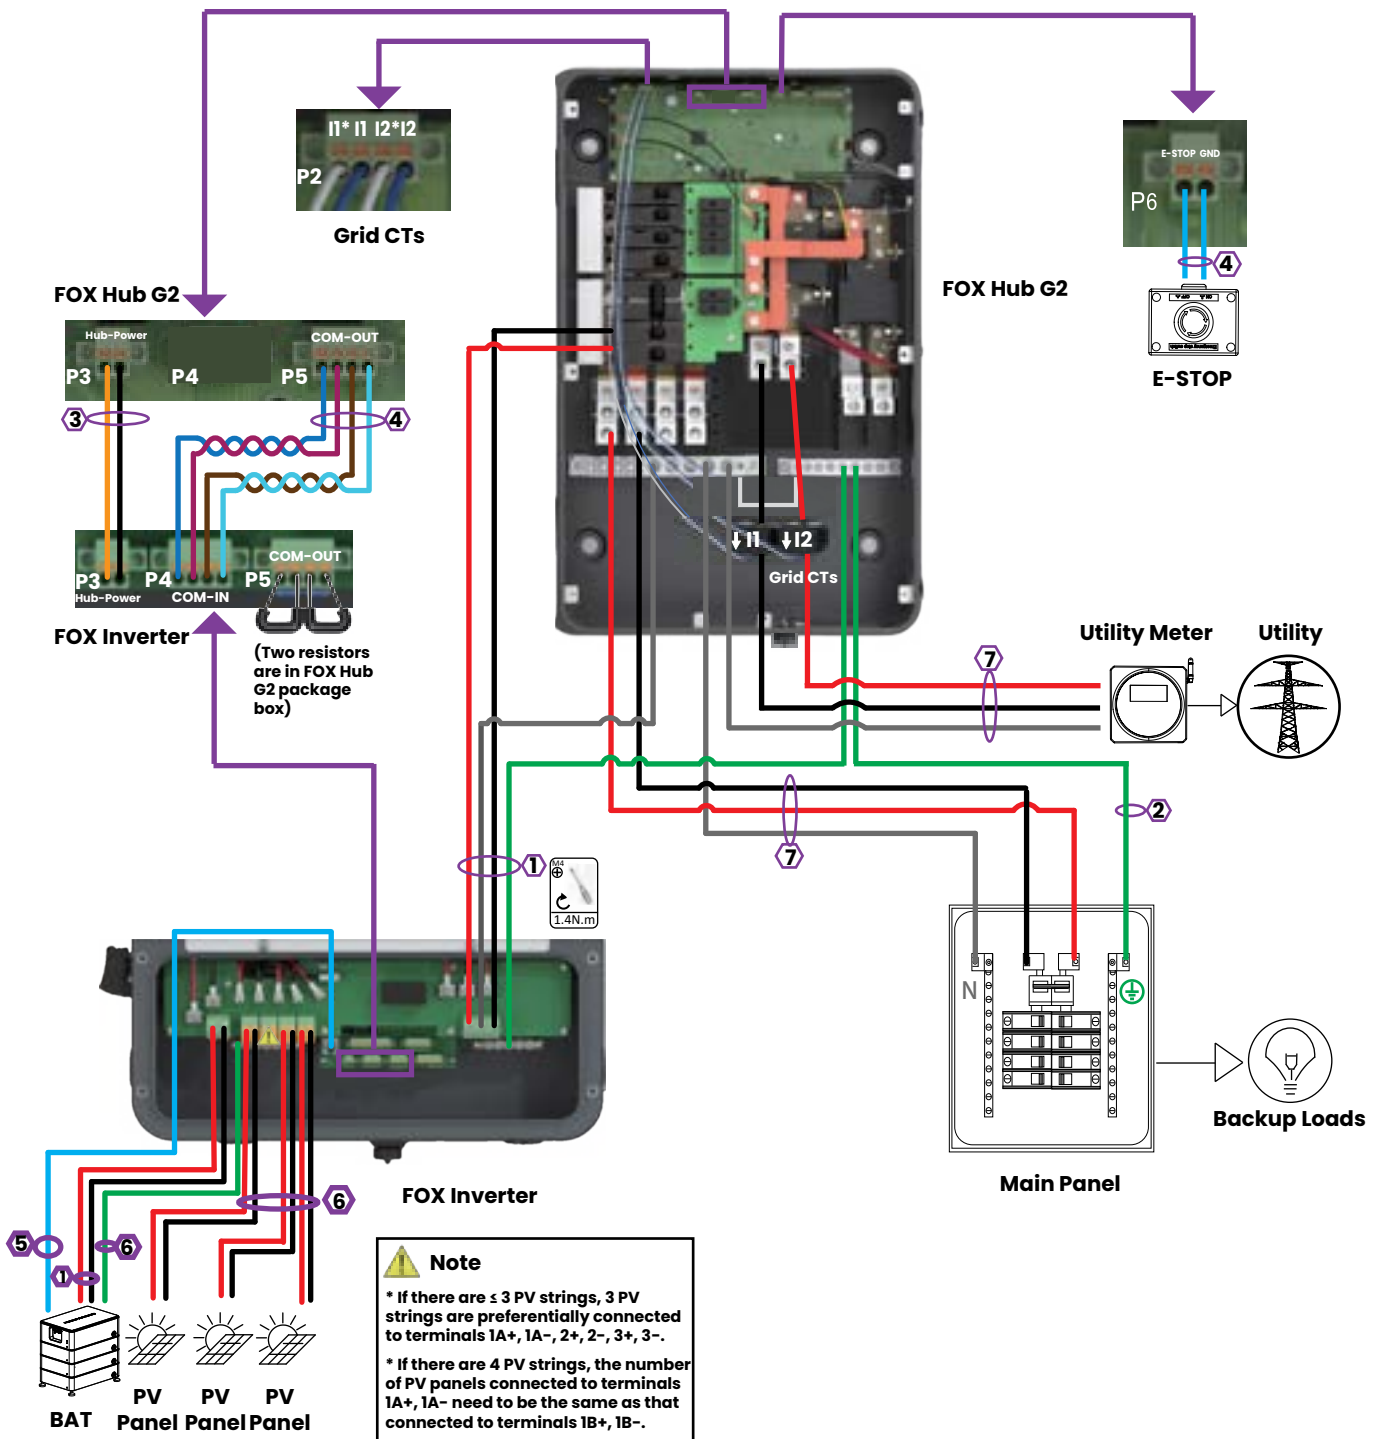 I1* I1 I2* I2
P2
Grid CTs
E-STOP GND
P6
4
E-STOP
FOX Hub G2
FOX Hub G2
Hub-Power
COM-OUT
P3
P4
P5
3
4
P3
P4
P5
COM-OUT
Hub-Power
COM-IN
FOX Inverter
(Two resistors
are in FOX Hub
G2 package
box)
I1
I2
Grid CTs
Utility Meter
Utility
7
7
2
1
M4
1.4N.m
N
Backup Loads
Main Panel
FOX Inverter
6
5
6
1
BAT
PV
Panel
PV
Panel
PV
Panel
Note
* If there are ≤ 3 PV strings, 3 PV
strings are preferentially connected
to terminals 1A+, 1A-, 2+, 2-, 3+, 3-.
* If there are 4 PV strings, the number
of PV panels connected to terminals
1A+, 1A- need to be the same as that
connected to terminals 1B+, 1B-.